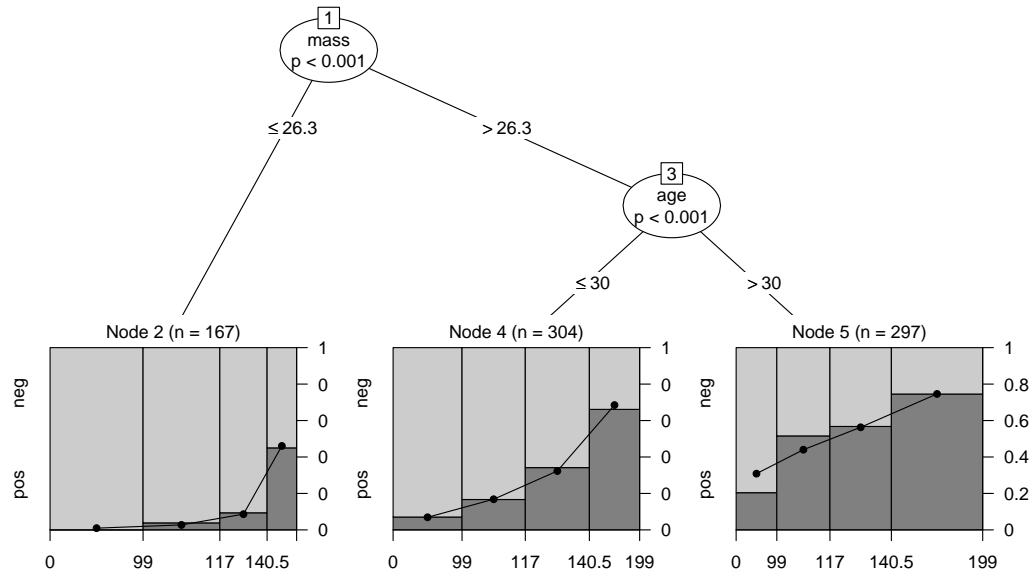 1
mass
p < 0.001
≤ 26.3
> 26.3
3
age
p < 0.001
≤ 30
> 30
Node 2 (n = 167)
neg
pos
1
0
0
0
0
0
0 99 117 140.5
Node 4 (n = 304)
neg
pos
1
0
0
0
0
0
0 99 117 140.5 199
Node 5 (n = 297)
neg
pos
1
0.8
0.6
0.4
0.2
0
0 99 117 140.5 199